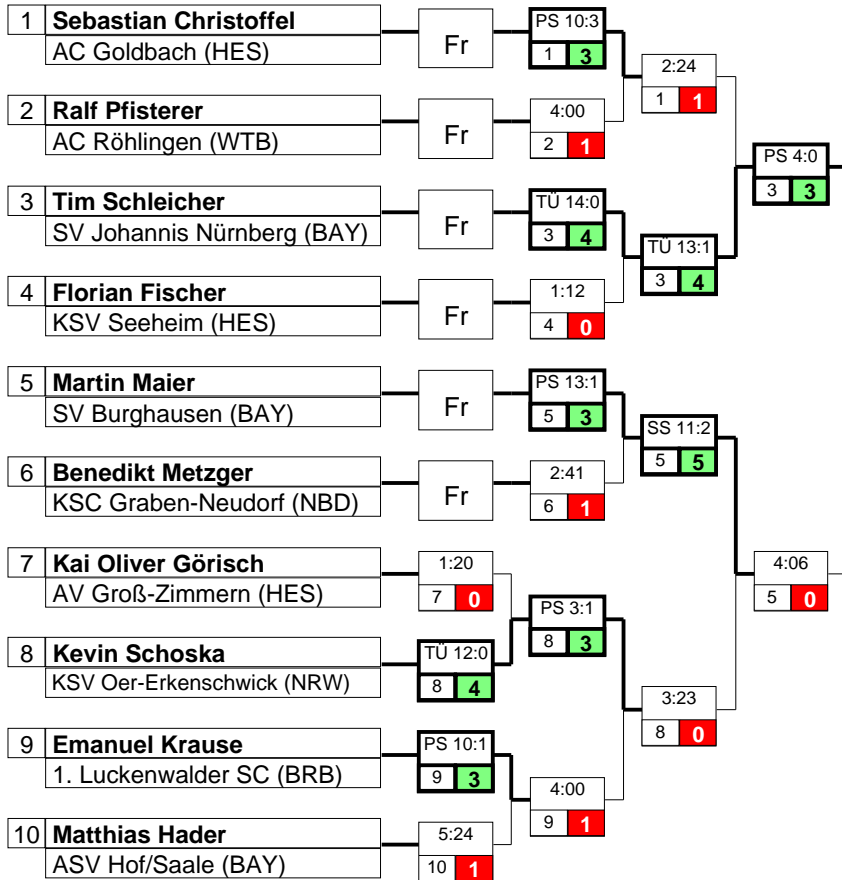 1 Sebastian Christoffel
AC Goldbach (HES)
Fr
PS 10:3
1 3
2:24
1 1
2 Ralf Pfisterer
AC Röhlingen (WTB)
Fr
4:00
2 1
PS 4:0
3 3
3 Tim Schleicher
SV Johannis Nürnberg (BAY)
Fr
TÜ 14:0
3 4
TÜ 13:1
3 4
4 Florian Fischer
KSV Seeheim (HES)
Fr
1:12
4 0
5 Martin Maier
SV Burghausen (BAY)
Fr
PS 13:1
5 3
SS 11:2
5 5
6 Benedikt Metzger
KSC Graben-Neudorf (NBD)
Fr
2:41
6 1
7 Kai Oliver Görisch
AV Groß-Zimmern (HES)
1:20
7 0
4:06
5 0
PS 3:1
8 3
8 Kevin Schoska
KSV Oer-Erkenschwick (NRW)
TÜ 12:0
8 4
3:23
8 0
9 Emanuel Krause
1. Luckenwalder SC (BRB)
PS 10:1
9 3
4:00
9 1
10 Matthias Hader
ASV Hof/Saale (BAY)
5:24
10 1